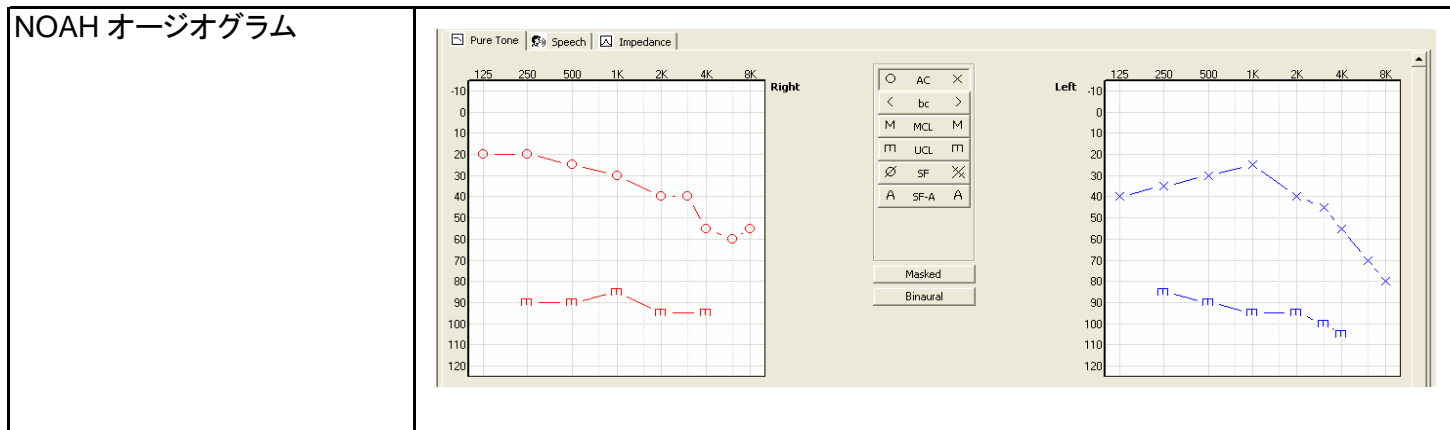 NOAH オージオグラム
Pure Tone Speech Impedance
125 250 500 1K 2K 4K 8K
-10
0
10
20
30
40
50
60
70
80
90
100
110
120
Right
AC
< bc >
M MCL M
UCL
SF
A SF-A A
Masked
Binaural
Left
125 250 500 1K 2K 4K 8K
-10
0
10
20
30
40
50
60
70
80
90
100
110
120